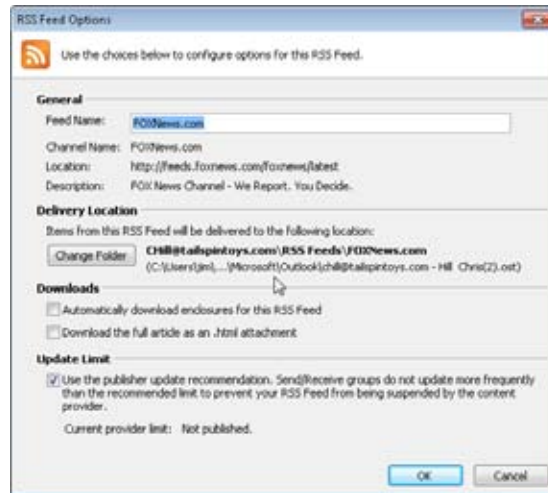 RSS Feed Options
Use the choices below to configure options for this RSS Feed.
General
Feed Name: FOXNews.com
Channel Name: FOXNews.com
Location: http://feeds.foxnews.com/foxnews/latest
Description: FOX News Channel - We Report. You Decide.
Delivery Location
Items from this RSS Feed will be delivered to the following location:
Change Folder
CHill@tailspintoys.com\RSS Feeds\FOXNews.com
(C:\Users\jim\,...\Microsoft\Outlook\chill@tailspintoys.com - Hill Chris(2).ost)
Downloads
Automatically download enclosures for this RSS Feed
Download the full article as an .html attachment
Update Limit
Use the publisher update recommendation. Send/Receive groups do not update more frequently
than the recommended limit to prevent your RSS Feed from being suspended by the content
provider.
Current provider limit: Not published.
OK
Cancel